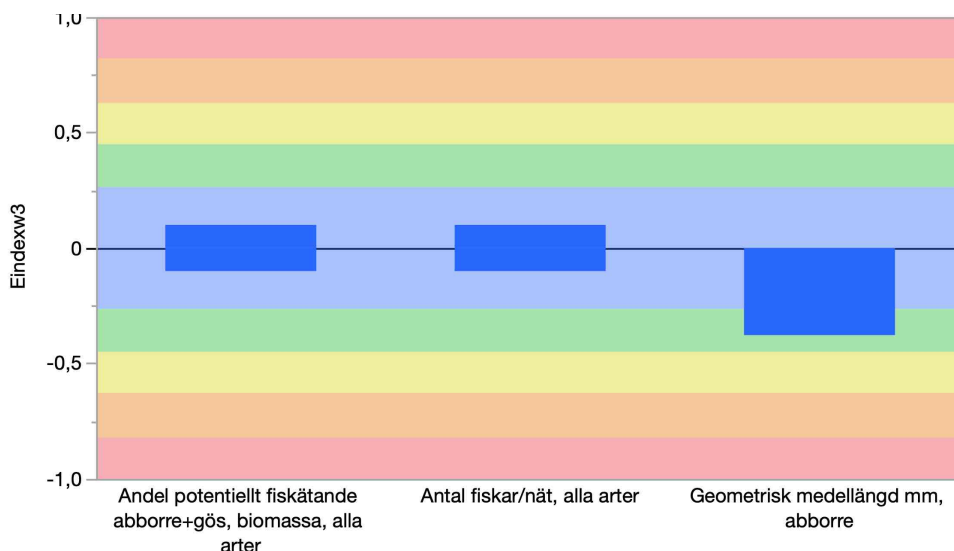 1,0
0,5
0
-0,5
-1,0
Eindexw3
Andel potentiellt fiskätande
abborre+gös, biomassa, alla
arter
Antal fiskar/nät, alla arter
Geometrisk medellängd mm,
abborre